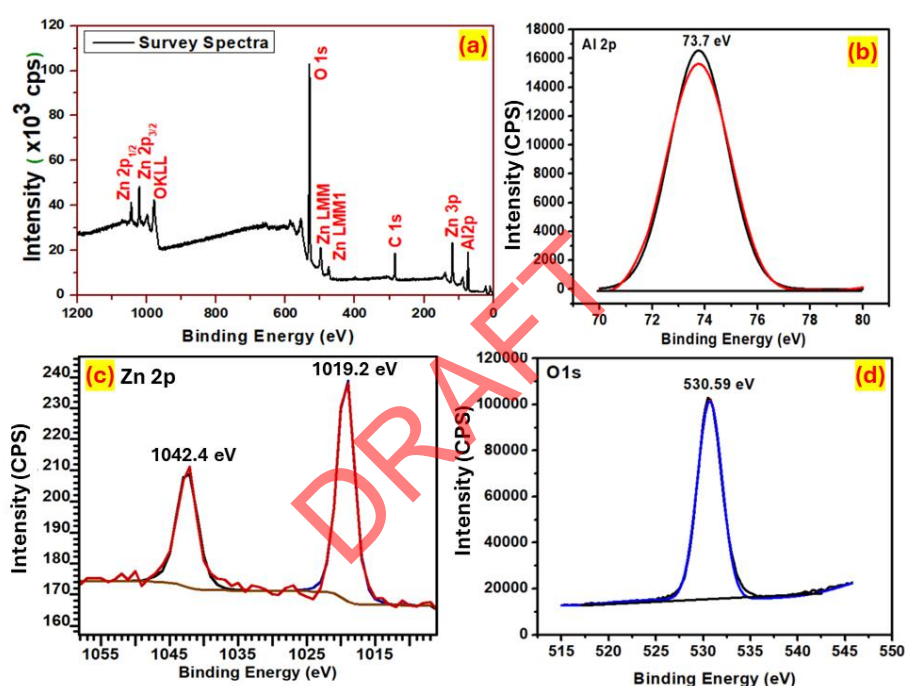 Survey Spectra
(a)
Intensity ( x10³ cps)
120
100
80
60
40
20
0
Zn 2p₁/₂
Zn 2p₃/₂
OKLL
O 1s
Zn LMM
Zn LMM1
C 1s
Zn 3p
Al2p
1200 1000 800 600 400 200 0
Binding Energy (eV)
Al 2p
73.7 eV
(b)
Intensity (CPS)
18000
16000
14000
12000
10000
8000
6000
4000
2000
0
70 72 74 76 78 80
Binding Energy (eV)
(c) Zn 2p
1019.2 eV
1042.4 eV
Intensity (CPS)
240
230
220
210
200
190
180
170
160
1055 1045 1035 1025 1015
Binding Energy (eV)
O1s
530.59 eV
(d)
Intensity (CPS)
120000
100000
80000
60000
40000
20000
0
515 520 525 530 535 540 545 550
Binding Energy (eV)
DRAFT